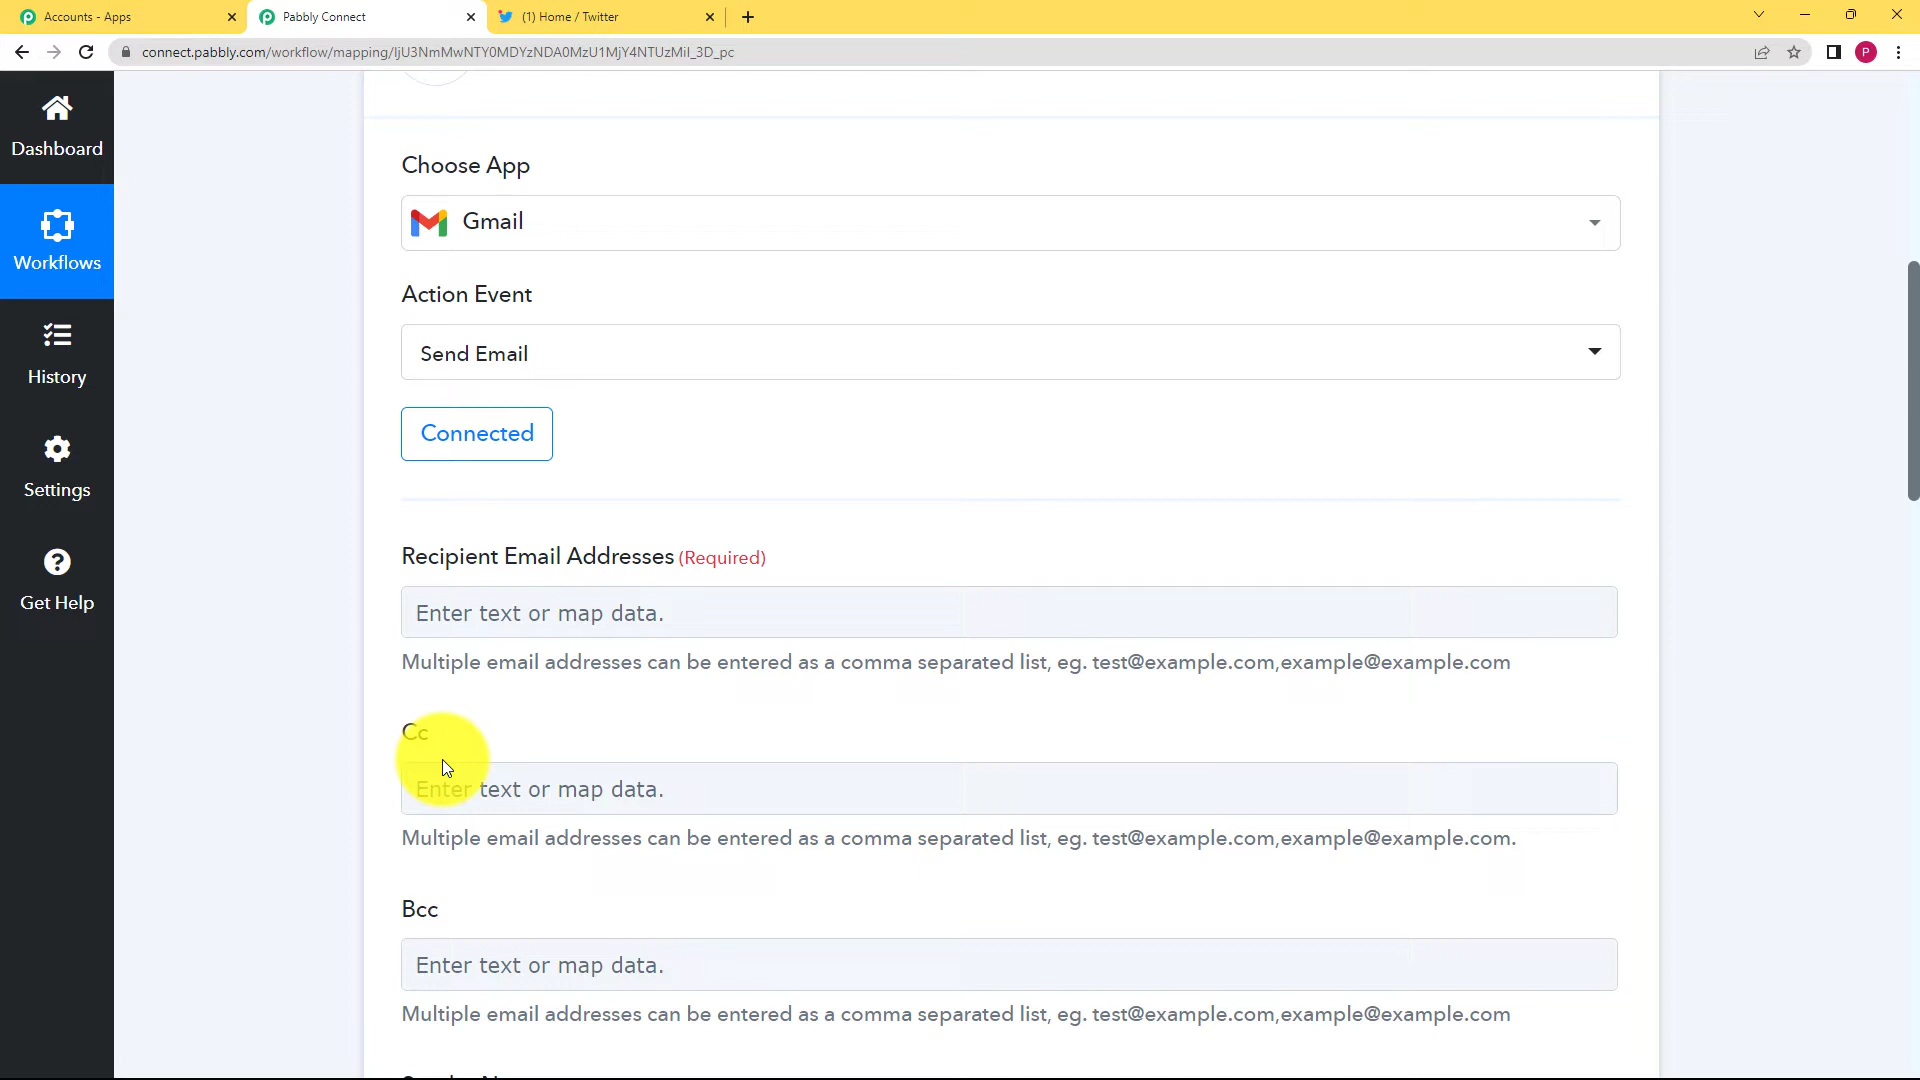 Accounts - Apps
Pabbly Connect
(1) Home / Twitter
connect.pabbly.com/workflow/mapping/IjU3NmMwNTY0MDYzNDA0MzU1MjY4NTUzMiI_3D_pc
P
Dashboard
Workflows
History
Settings
Get Help
Choose App
Gmail
Action Event
Send Email
Connected
Recipient Email Addresses (Required)
Enter text or map data.
Multiple email addresses can be entered as a comma separated list, eg. test@example.com,example@example.com
Cc
Enter text or map data.
Multiple email addresses can be entered as a comma separated list, eg. test@example.com,example@example.com.
Bcc
Enter text or map data.
Multiple email addresses can be entered as a comma separated list, eg. test@example.com,example@example.com